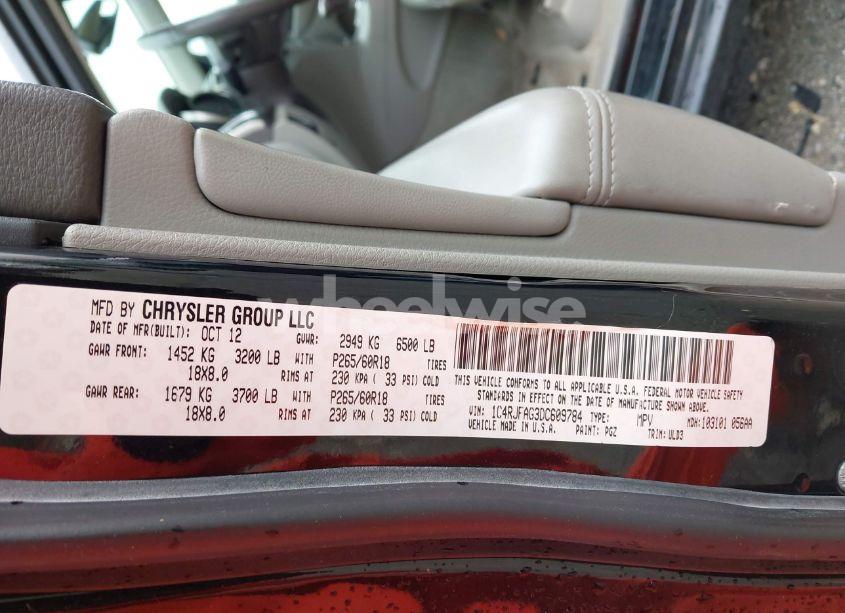 wheelwise
MFD BY CHRYSLER GROUP LLC
DATE OF MFR(BUILT): OCT 12 GVWR: 2949 KG 6500 LB
GAWR FRONT: 1452 KG 3200 LB WITH P265/60R18 TIRES
18X8.0 RIMS AT 230 KPA ( 33 PSI) COLD
GAWR REAR: 1679 KG 3700 LB WITH P265/60R18 TIRES
18X8.0 RIMS AT 230 KPA ( 33 PSI) COLD
THIS VEHICLE CONFORMS TO ALL APPLICABLE U.S.A. FEDERAL MOTOR VEHICLE SAFETY
STANDARDS IN EFFECT ON THE DATE OF MANUFACTURE SHOWN ABOVE.
VIN: 1C4RJFAG3DC609784 TYPE: MPV MDH: 103101 056AA
VEHICLE MADE IN U.S.A. PAINT: PGZ TRIM: ULD3